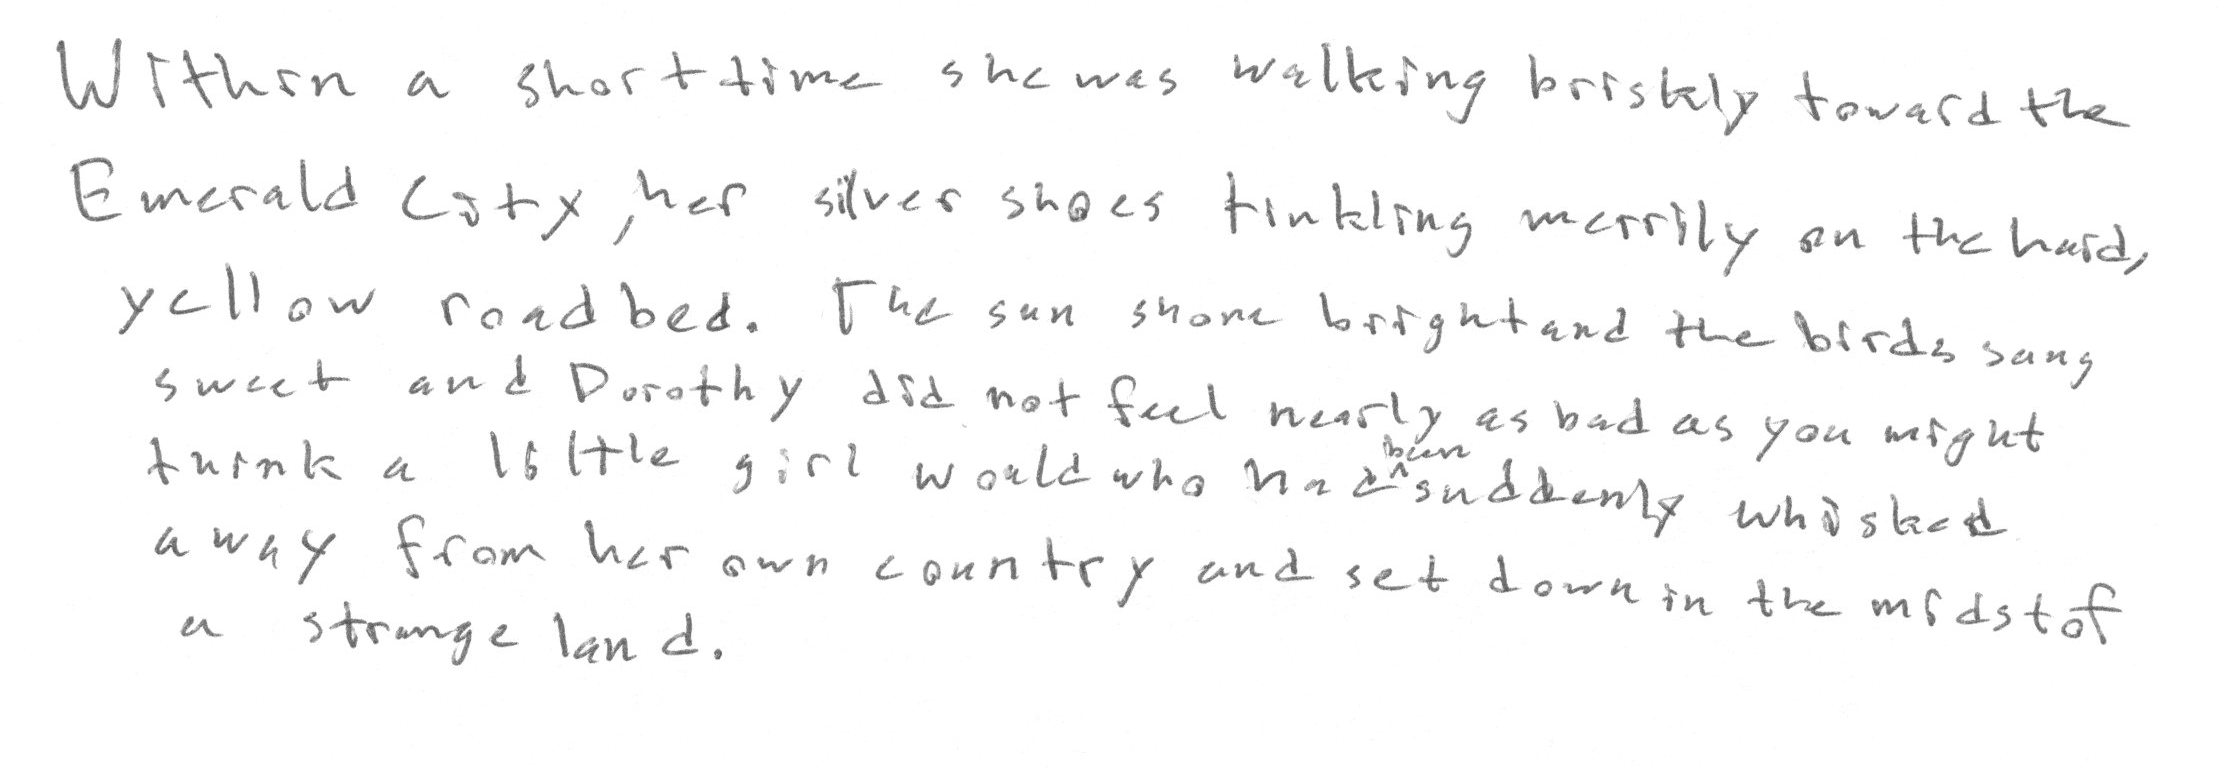 Within a short time she was walking briskly toward the
Emerald City, her silver shoes tinkling merrily on the hard,
yellow roadbed. The sun shone bright and the birds sang
sweet and Dorothy did not feel nearly as bad as you might
think a little girl would who had been suddenly whisked
away from her own country and set down in the midst of
a strange land.